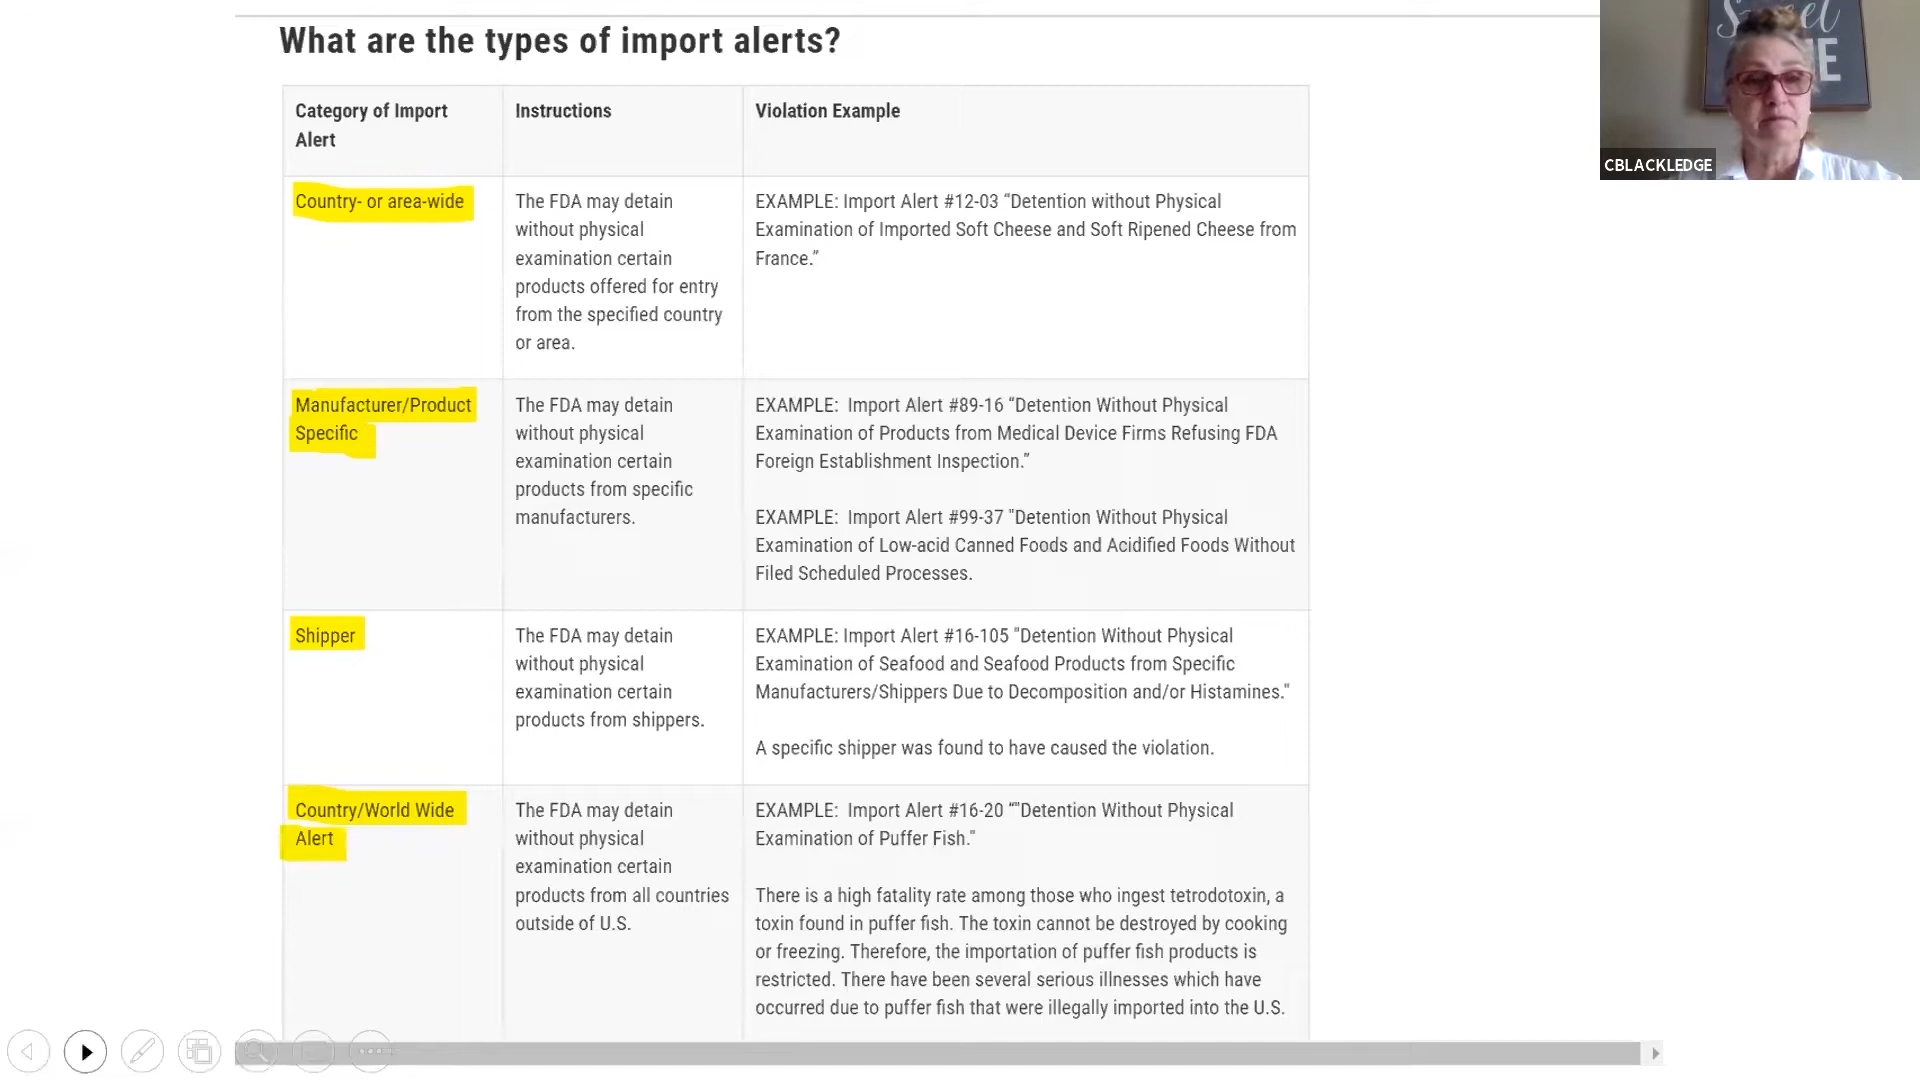 What are the types of import alerts?
Category of Import
Alert
Instructions
Violation Example
Country- or area-wide
The FDA may detain
without physical
examination certain
products offered for entry
from the specified country
or area.
EXAMPLE: Import Alert #12-03 “Detention without Physical
Examination of Imported Soft Cheese and Soft Ripened Cheese from
France.”
Manufacturer/Product
Specific
The FDA may detain
without physical
examination certain
products from specific
manufacturers.
EXAMPLE:  Import Alert #89-16 “Detention Without Physical
Examination of Products from Medical Device Firms Refusing FDA
Foreign Establishment Inspection.”
EXAMPLE:  Import Alert #99-37 "Detention Without Physical
Examination of Low-acid Canned Foods and Acidified Foods Without
Filed Scheduled Processes.
Shipper
The FDA may detain
without physical
examination certain
products from shippers.
EXAMPLE: Import Alert #16-105 "Detention Without Physical
Examination of Seafood and Seafood Products from Specific
Manufacturers/Shippers Due to Decomposition and/or Histamines."
A specific shipper was found to have caused the violation.
Country/World Wide
Alert
The FDA may detain
without physical
examination certain
products from all countries
outside of U.S.
EXAMPLE:  Import Alert #16-20 “"Detention Without Physical
Examination of Puffer Fish."
There is a high fatality rate among those who ingest tetrodotoxin, a
toxin found in puffer fish. The toxin cannot be destroyed by cooking
or freezing. Therefore, the importation of puffer fish products is
restricted. There have been several serious illnesses which have
occurred due to puffer fish that were illegally imported into the U.S.
CBLACKLEDGE